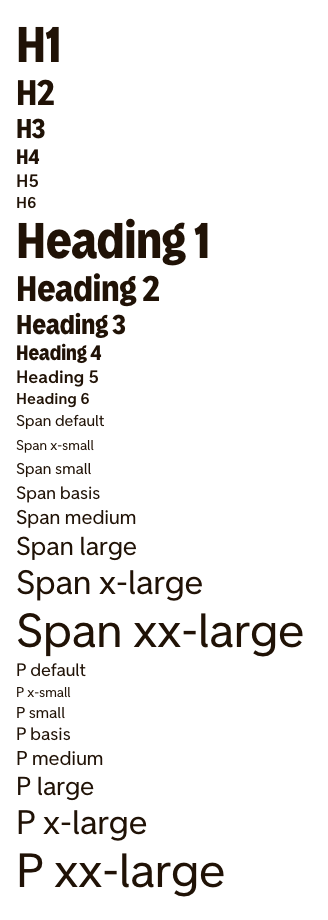 H1
H2
H3
H4
H5
H6
Heading 1
Heading 2
Heading 3
Heading 4
Heading 5
Heading 6
Span default
Span x-small
Span small
Span basis
Span medium
Span large
Span x-large
Span xx-large
P default
P x-small
P small
P basis
P medium
P large
P x-large
P xx-large